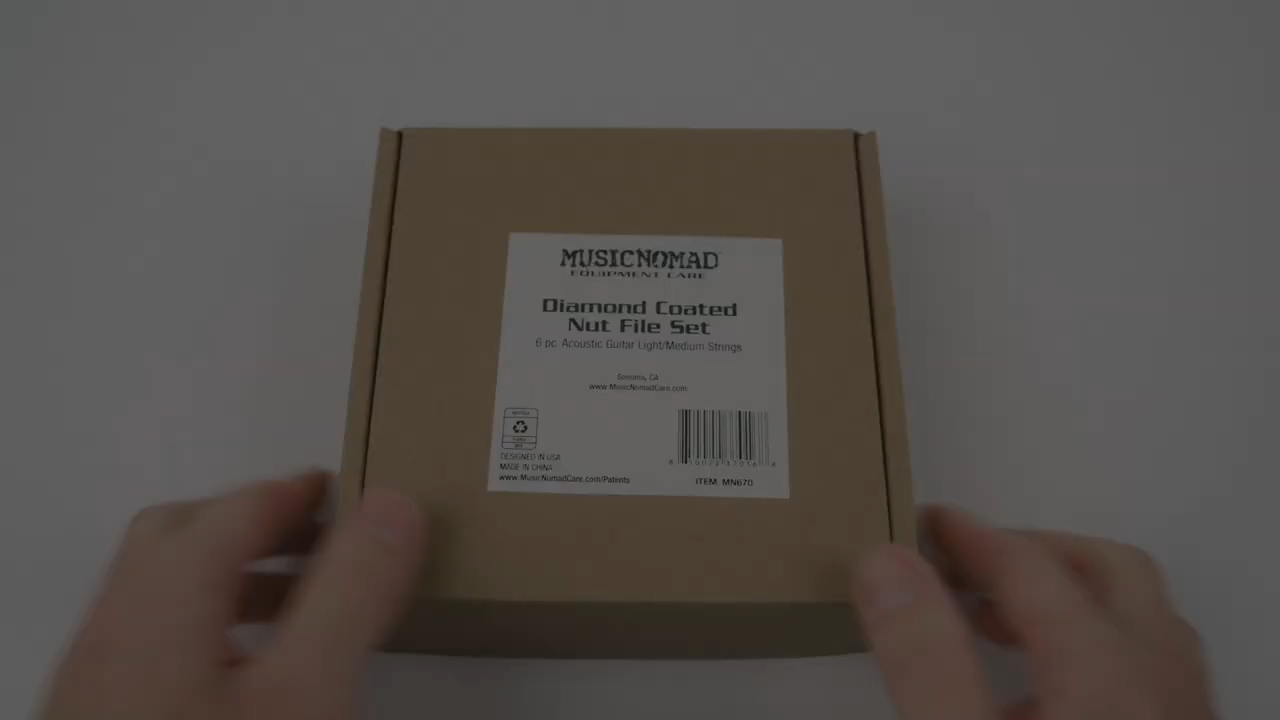 MUSICNOMAD
EQUIPMENT CARE
Diamond Coated
Nut File Set
6 pc. Acoustic Guitar Light/Medium Strings
Sonoma, CA
www.MusicNomadCare.com
DESIGNED IN USA
MADE IN CHINA
www.MusicNomadCare.com/Patents
ITEM: MN670